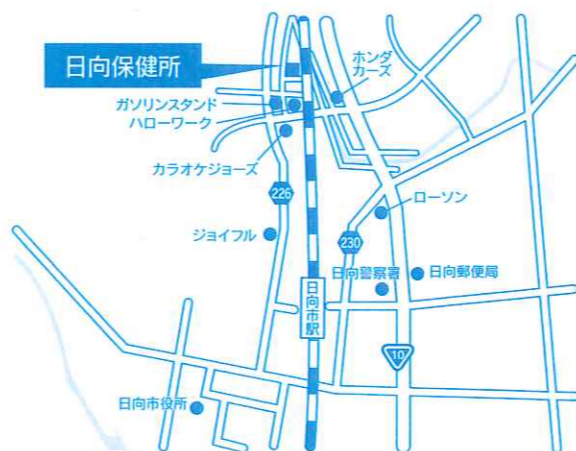 日向保健所
ホンダ
カーズ
ガソリンスタンド
ハローワーク
カラオケジョーズ
226
ローソン
ジョイフル
230
日向警察署
日向郵便局
日向市駅
10
日向市役所